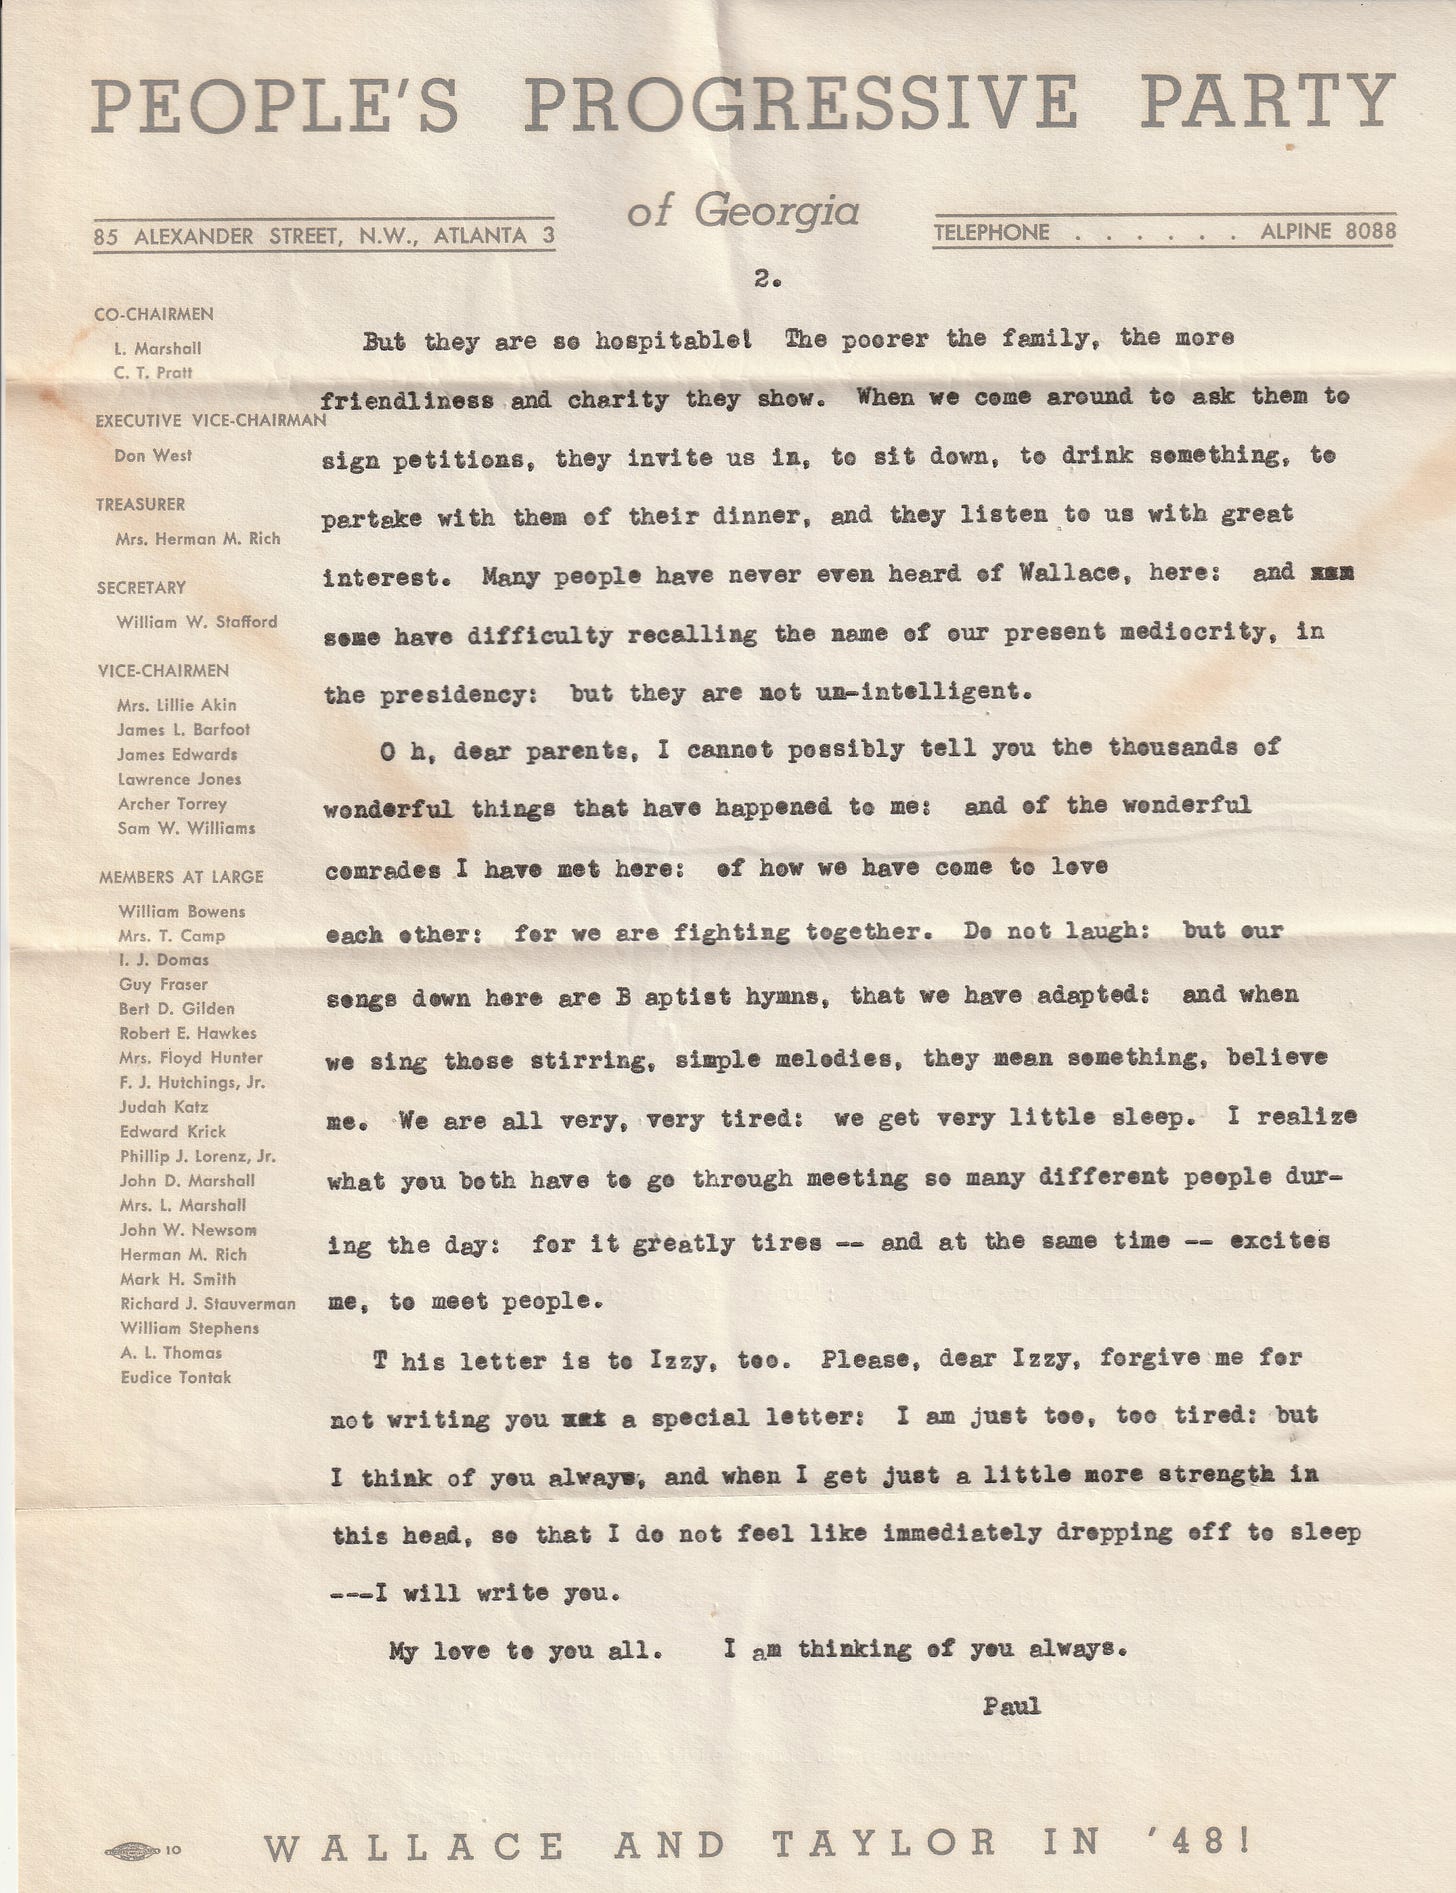 PEOPLE'S PROGRESSIVE PARTY
of Georgia
85 ALEXANDER STREET, N.W., ATLANTA 3
TELEPHONE . . . . . . ALPINE 8088
2.
CO-CHAIRMEN
L. Marshall
C. T. Pratt
EXECUTIVE VICE-CHAIRMAN
Don West
TREASURER
Mrs. Herman M. Rich
SECRETARY
William W. Stafford
VICE-CHAIRMEN
Mrs. Lillie Akin
James L. Barfoot
James Edwards
Lawrence Jones
Archer Torrey
Sam W. Williams
MEMBERS AT LARGE
William Bowens
Mrs. T. Camp
I. J. Domas
Guy Fraser
Bert D. Gilden
Robert E. Hawkes
Mrs. Floyd Hunter
F. J. Hutchings, Jr.
Judah Katz
Edward Krick
Phillip J. Lorenz, Jr.
John D. Marshall
Mrs. L. Marshall
John W. Newsom
Herman M. Rich
Mark H. Smith
Richard J. Stauverman
William Stephens
A. L. Thomas
Eudice Tontak
But they are so hospitable! The poorer the family, the more
friendliness and charity they show. When we come around to ask them to
sign petitions, they invite us in, to sit down, to drink something, to
partake with them of their dinner, and they listen to us with great
interest. Many people have never even heard of Wallace, here: and
some have difficulty recalling the name of our present mediocrity, in
the presidency: but they are not un-intelligent.
O h, dear parents, I cannot possibly tell you the thousands of
wonderful things that have happened to me: and of the wonderful
comrades I have met here: of how we have come to love
each other: for we are fighting together. Do not laugh: but our
songs down here are B aptist hymns, that we have adapted: and when
we sing those stirring, simple melodies, they mean something, believe
me. We are all very, very tired: we get very little sleep. I realize
what you both have to go through meeting so many different people dur-
ing the day: for it greatly tires -- and at the same time -- excites
me, to meet people.
T his letter is to Izzy, too. Please, dear Izzy, forgive me for
not writing you a special letter: I am just too, too tired: but
I think of you always, and when I get just a little more strength in
this head, so that I do not feel like immediately dropping off to sleep
---I will write you.
My love to you all. I am thinking of you always.
Paul
10
WALLACE AND TAYLOR IN '48!